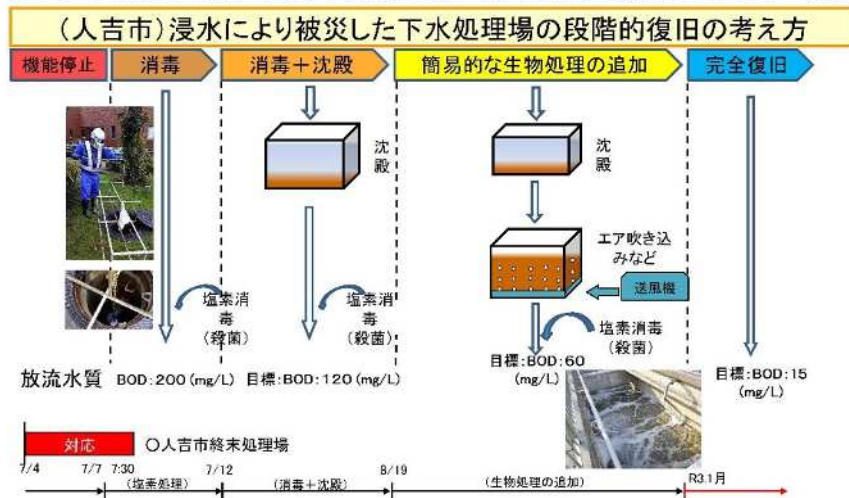 (人吉市)浸水により被災した下水処理場の段階的復旧の考え方
機能停止
消毒
消毒+沈殿
簡易的な生物処理の追加
完全復旧
沈
殿
沈
殿
エア吹き込
みなど
送風機
塩素消
毒
(殺菌)
塩素消
毒
(殺菌)
塩素消毒
(殺菌)
放流水質
BOD:200(mg/L)
目標:BOD:120(mg/L)
目標:BOD:60
(mg/L)
目標:BOD:15
(mg/L)
対応
〇人吉市終末処理場
7/4
7/7
7:30
7/12
8/19
R3.1月
(塩素処理)
(消毒+沈殿)
(生物処理の追加)